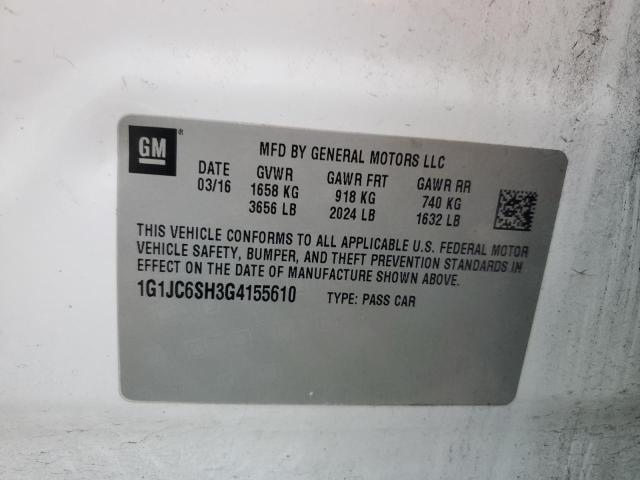 GM
MFD BY GENERAL MOTORS LLC
DATE GVWR GAWR FRT GAWR RR
03/16 1658 KG 918 KG 740 KG
3656 LB 2024 LB 1632 LB
THIS VEHICLE CONFORMS TO ALL APPLICABLE U.S. FEDERAL MOTOR
VEHICLE SAFETY, BUMPER, AND THEFT PREVENTION STANDARDS IN
EFFECT ON THE DATE OF MANUFACTURE SHOWN ABOVE.
1G1JC6SH3G4155610 TYPE: PASS CAR